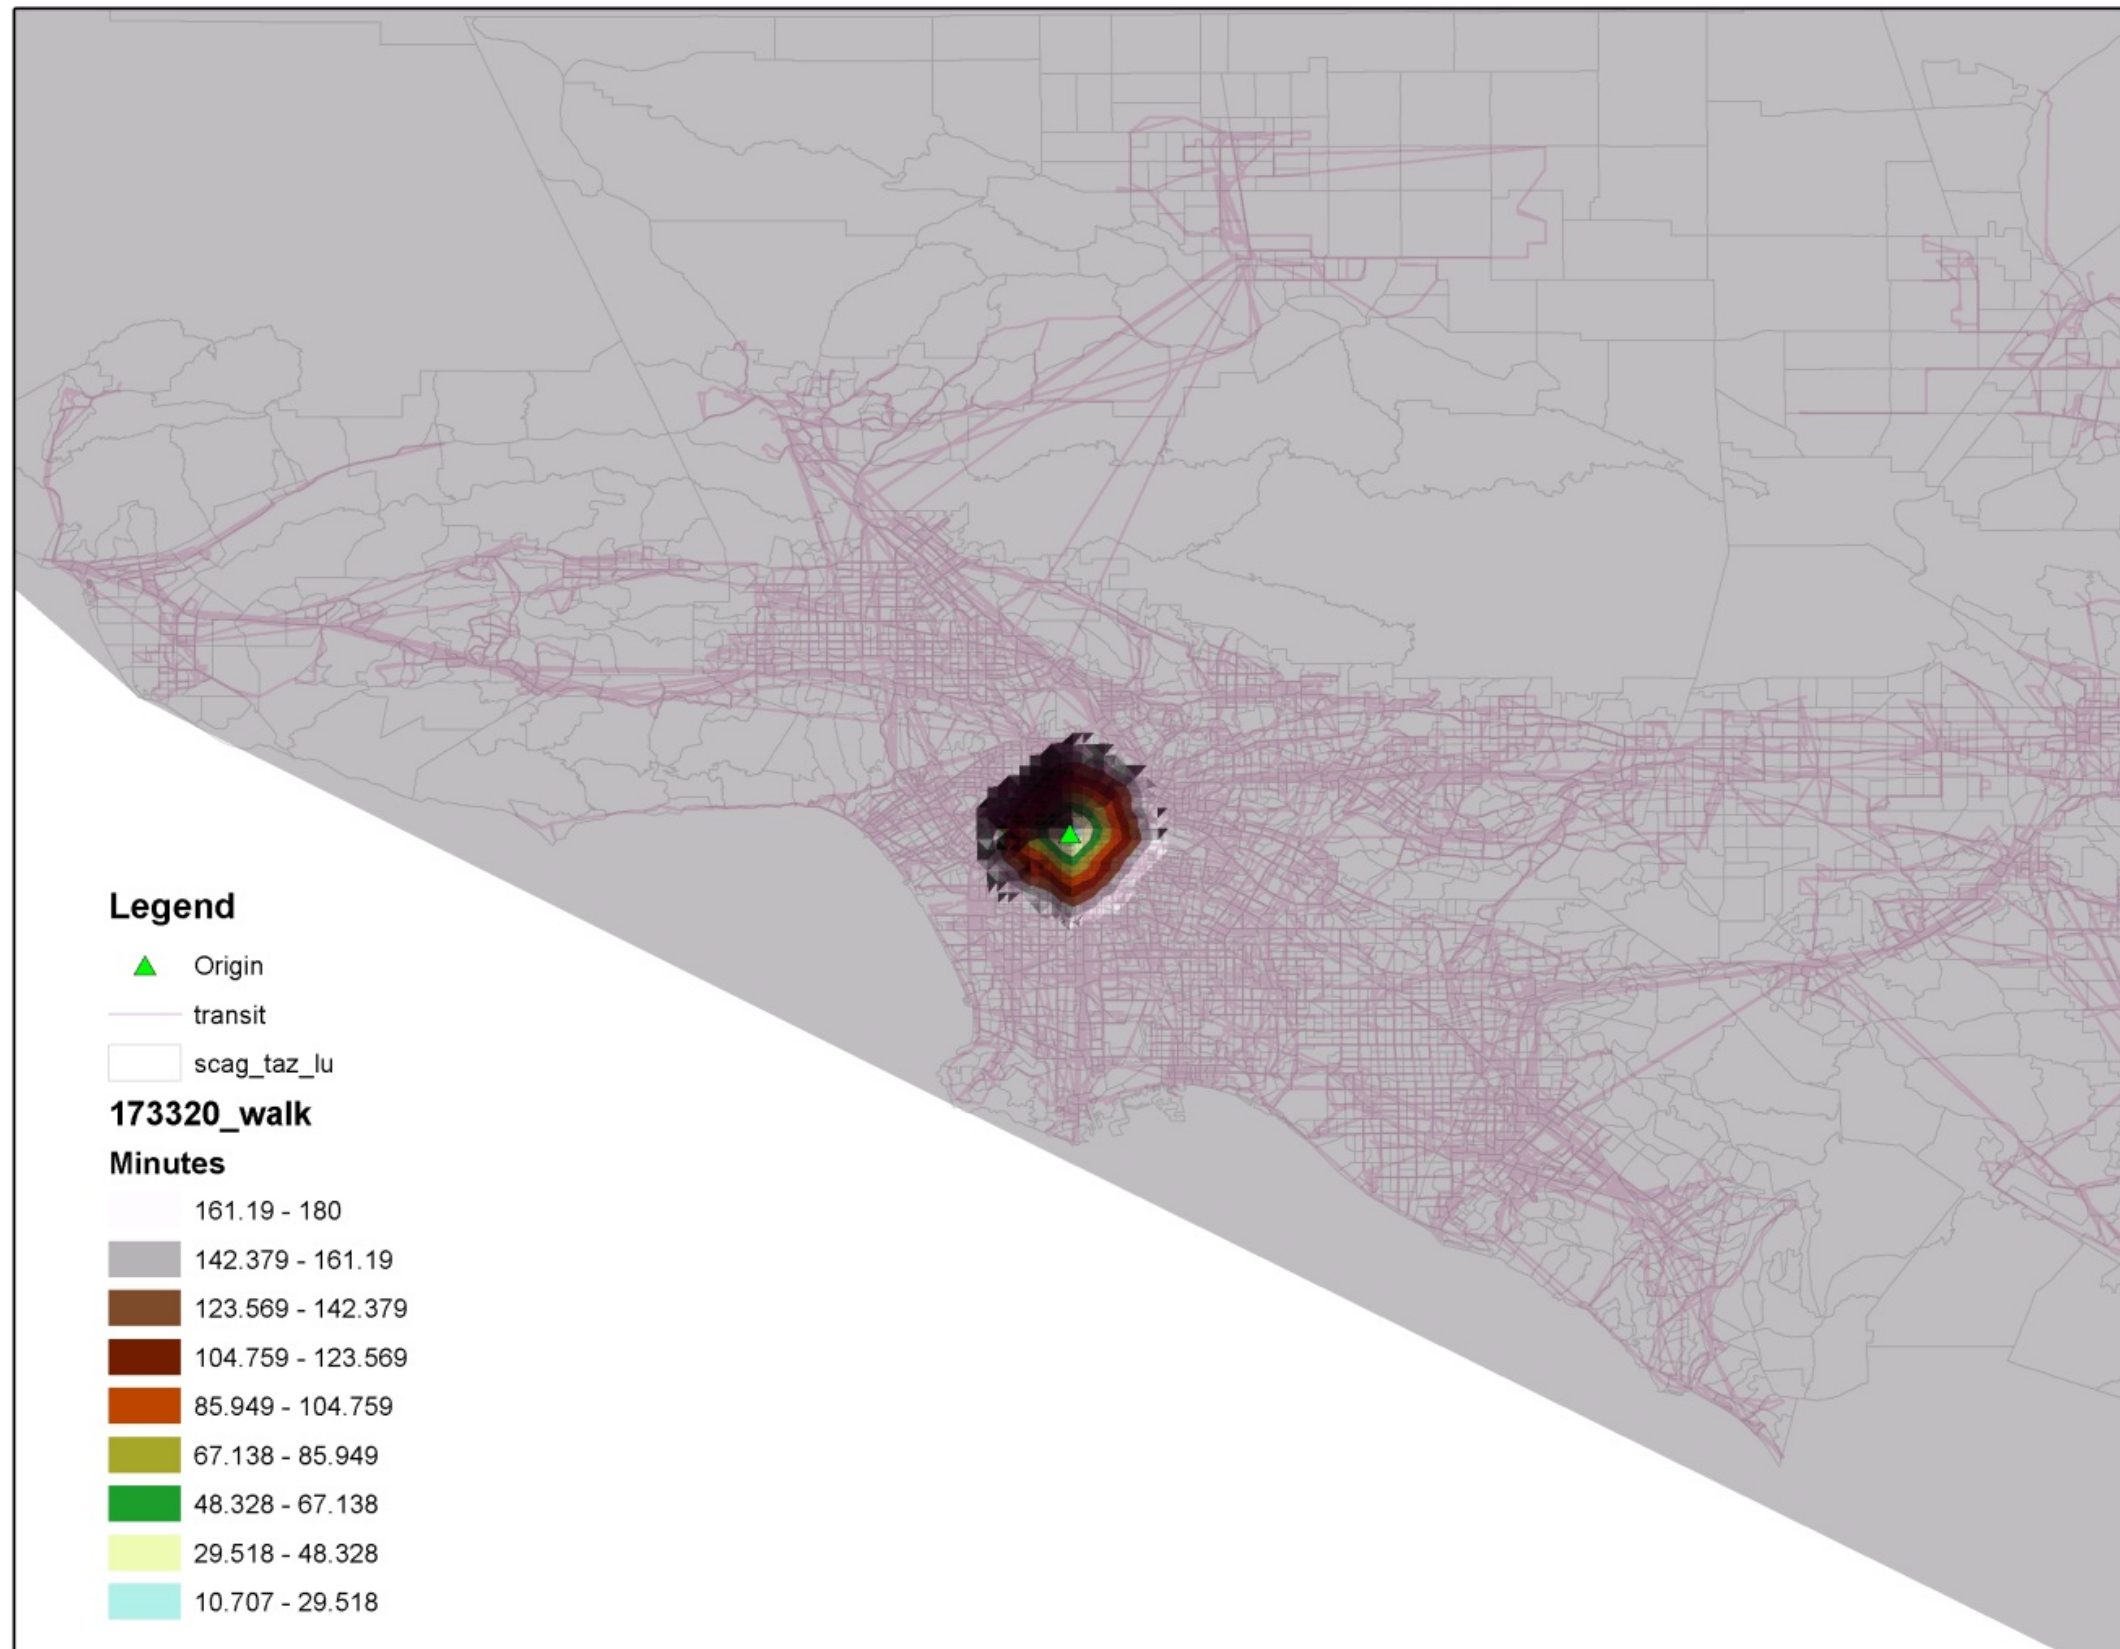 Legend
Origin
transit
scag_taz_lu
173320_walk
Minutes
161.19 - 180
142.379 - 161.19
123.569 - 142.379
104.759 - 123.569
85.949 - 104.759
67.138 - 85.949
48.328 - 67.138
29.518 - 48.328
10.707 - 29.518